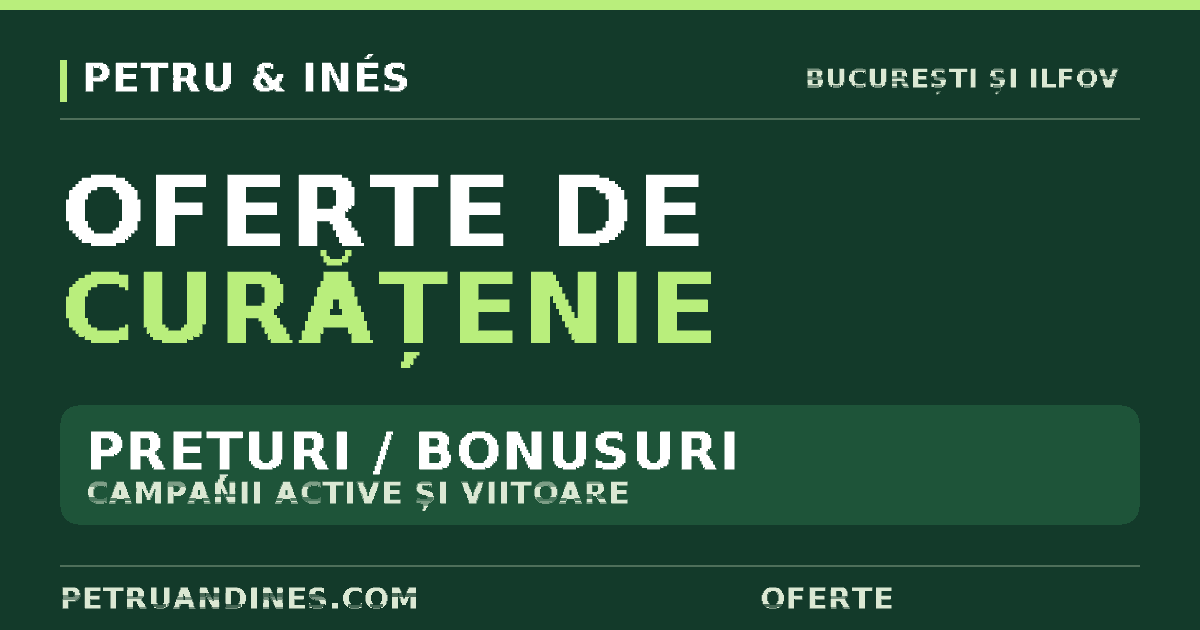 PETRU & INÉS
BUCUREȘTI ȘI ILFOV
OFERTE DE
CURĂȚENIE
PREȚURI / BONUSURI
CAMPANII ACTIVE ȘI VIITOARE
PETRUANDINES.COM
OFERTE